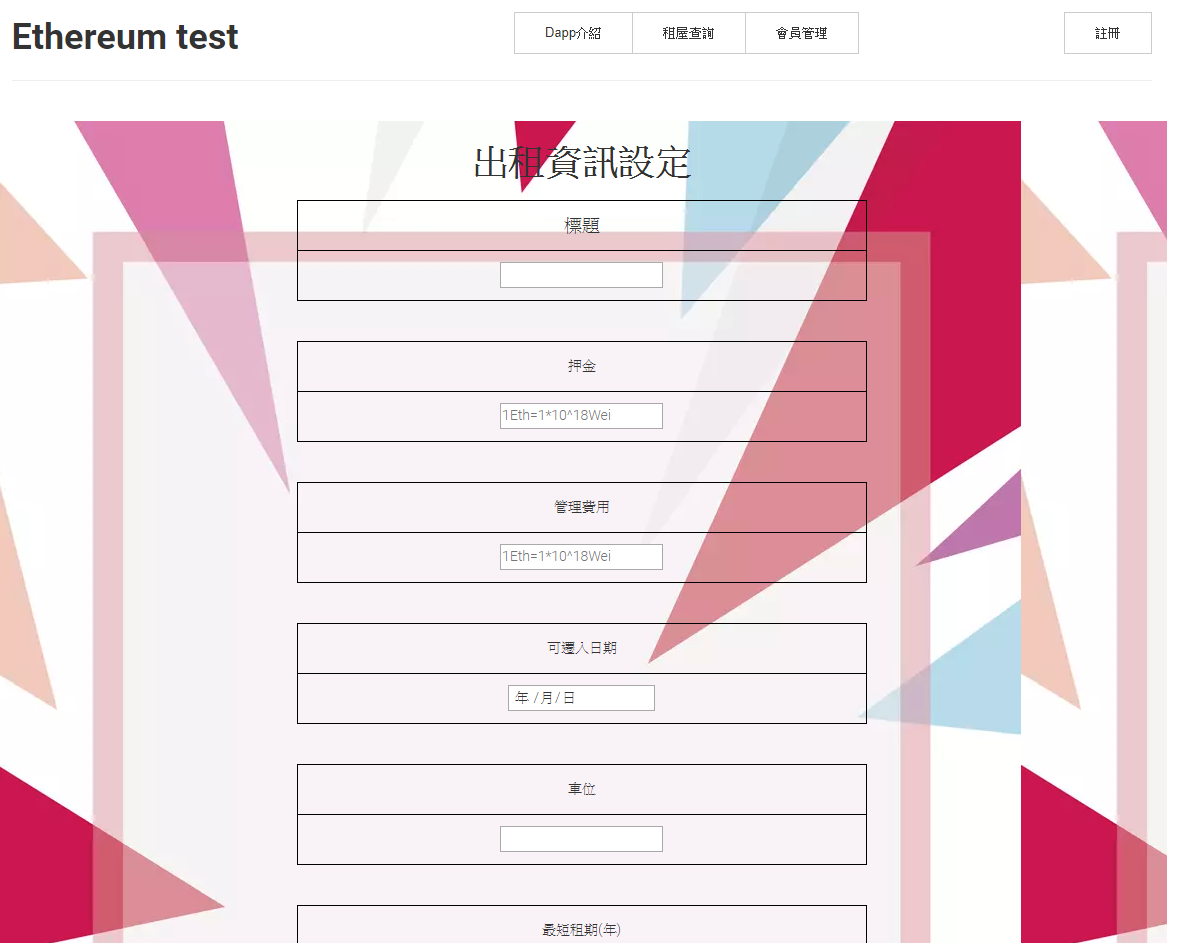 Ethereum test
Dapp介紹
租屋查詢
會員管理
註冊
出租資訊設定
標題
押金
1Eth=1*10^18Wei
管理費用
1Eth=1*10^18Wei
可遷入日期
年 /月/日
車位
最短租期(年)